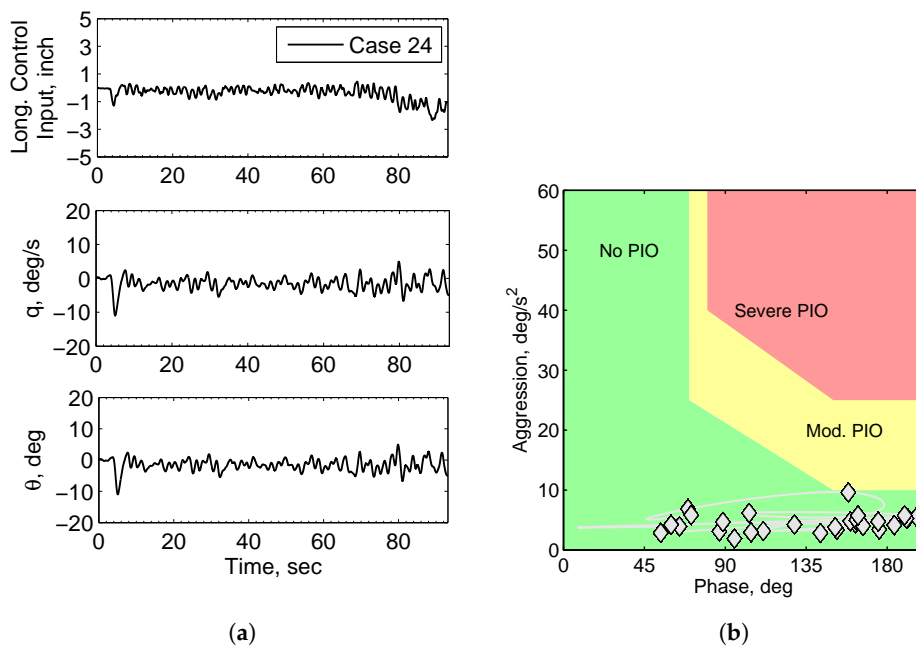 5
3
1
−1
−3
−5
Long. Control
Input, inch
Case 24
0 20 40 60 80
20
10
0
−10
−20
q, deg/s
0 20 40 60 80
20
10
0
−10
−20
θ, deg
0 20 40 60 80
Time, sec
(a)
60
50
40
30
20
10
0
Aggression, deg/s²
No PIO
Severe PIO
Mod. PIO
0 45 90 135 180
Phase, deg
(b)